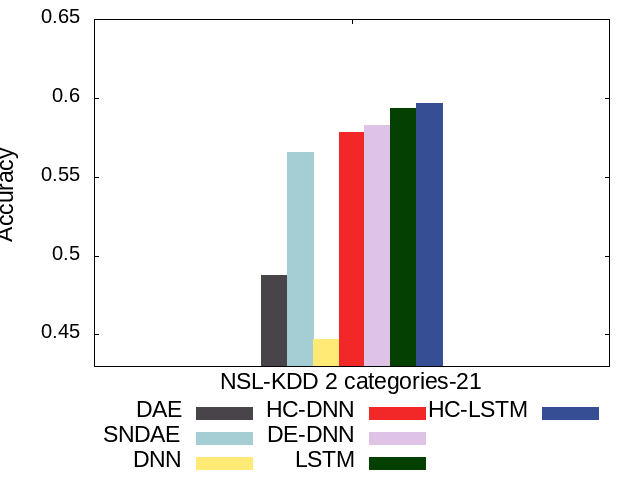 0.65
0.6
0.55
0.5
0.45
Accuracy
NSL-KDD 2 categories-21
DAE HC-DNN HC-LSTM
SNDAE DE-DNN
DNN LSTM